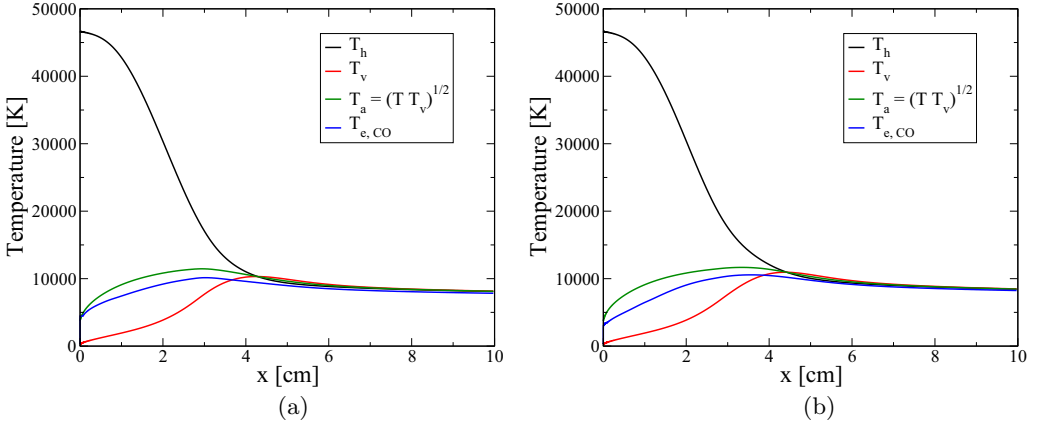 50000
40000
30000
20000
10000
0
Temperature [K]
T_h
T_v
T_a = (T T_v)^1/2
T_e, CO
0 2 4 6 8 10
x [cm]
(a)
50000
40000
30000
20000
10000
0
Temperature [K]
T_h
T_v
T_a = (T T_v)^1/2
T_e, CO
0 2 4 6 8 10
x [cm]
(b)